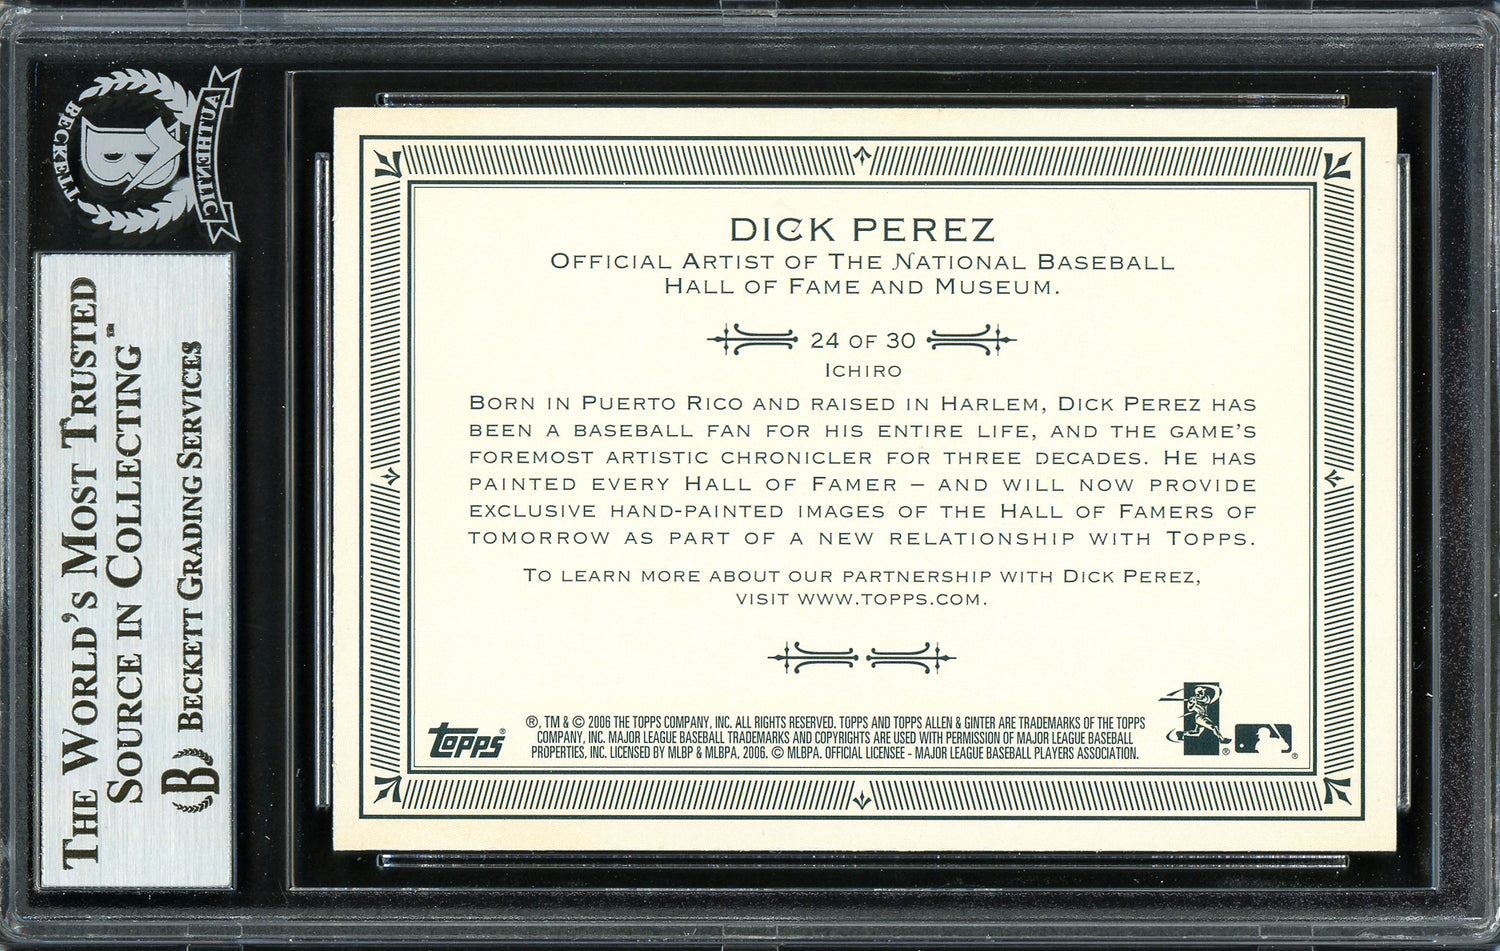 BECKETT
B
AUTHENTIC
THE WORLD'S MOST TRUSTED
SOURCE IN COLLECTING™
B BECKETT GRADING SERVICES
DICK PEREZ
OFFICIAL ARTIST OF THE NATIONAL BASEBALL
HALL OF FAME AND MUSEUM.
24 OF 30
ICHIRO
BORN IN PUERTO RICO AND RAISED IN HARLEM, DICK PEREZ HAS
BEEN A BASEBALL FAN FOR HIS ENTIRE LIFE, AND THE GAME'S
FOREMOST ARTISTIC CHRONICLER FOR THREE DECADES. HE HAS
PAINTED EVERY HALL OF FAMER – AND WILL NOW PROVIDE
EXCLUSIVE HAND-PAINTED IMAGES OF THE HALL OF FAMERS OF
TOMORROW AS PART OF A NEW RELATIONSHIP WITH TOPPS.
TO LEARN MORE ABOUT OUR PARTNERSHIP WITH DICK PEREZ,
VISIT WWW.TOPPS.COM.
topps®
®, TM & © 2006 THE TOPPS COMPANY, INC. ALL RIGHTS RESERVED. TOPPS AND TOPPS ALLEN & GINTER ARE TRADEMARKS OF THE TOPPS
COMPANY, INC. MAJOR LEAGUE BASEBALL TRADEMARKS AND COPYRIGHTS ARE USED WITH PERMISSION OF MAJOR LEAGUE BASEBALL
PROPERTIES, INC. LICENSED BY MLBP & MLBPA, 2006. © MLBPA. OFFICIAL LICENSEE - MAJOR LEAGUE BASEBALL PLAYERS ASSOCIATION.
® ®